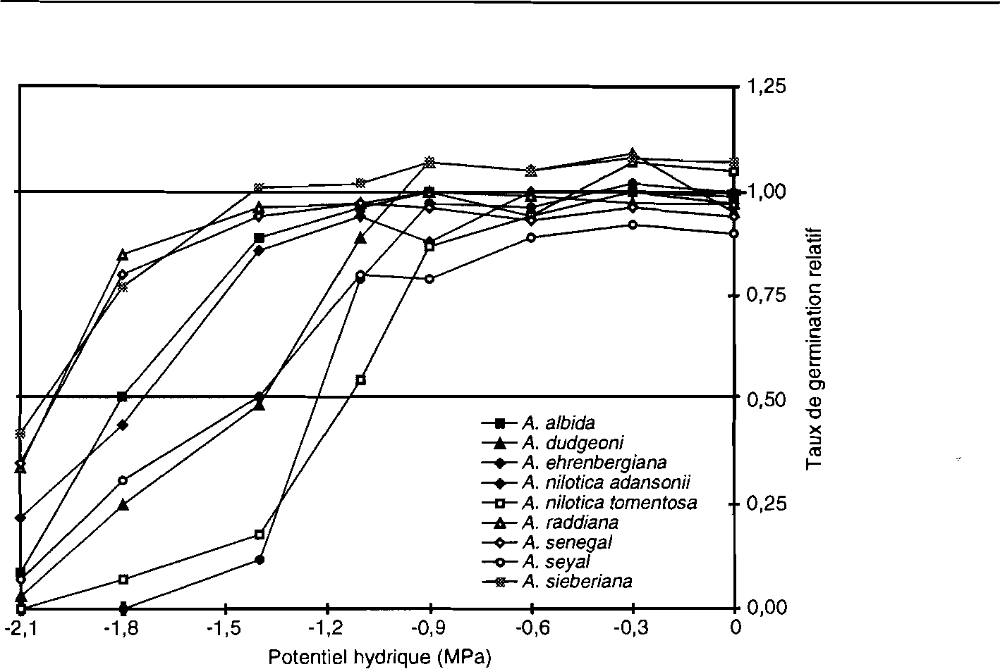 1,25
1,00
0,75
0,50
0,25
0,00
Taux de germination relatif
A. albida
A. dudgeoni
A. ehrenbergiana
A. nilotica adansonii
A. nilotica tomentosa
A. raddiana
A. senegal
A. seyal
A. sieberiana
-2,1 -1,8 -1,5 -1,2 -0,9 -0,6 -0,3 0
Potentiel hydrique (MPa)